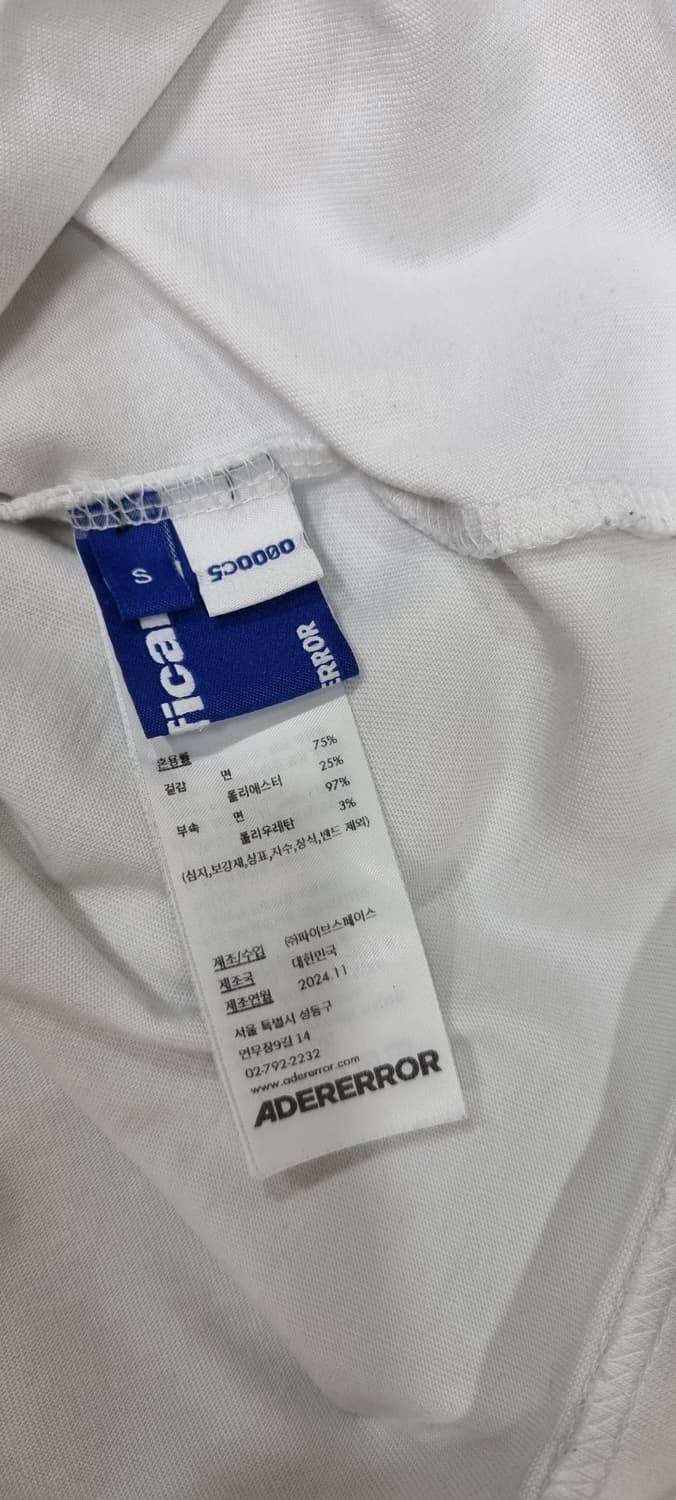 S
0000C5
ficat
ERROR
혼용률
겉감 면 75%
폴리에스터 25%
부속 면 97%
폴리우레탄 3%
(심지,보강재,상표,자수,장식,밴드 제외)
제조/수입 ㈜파이브스페이스
제조국 대한민국
제조연월 2024.11
서울 특별시 성동구
연무장9길 14
02-792-2232
www.adererror.com
ADERERROR